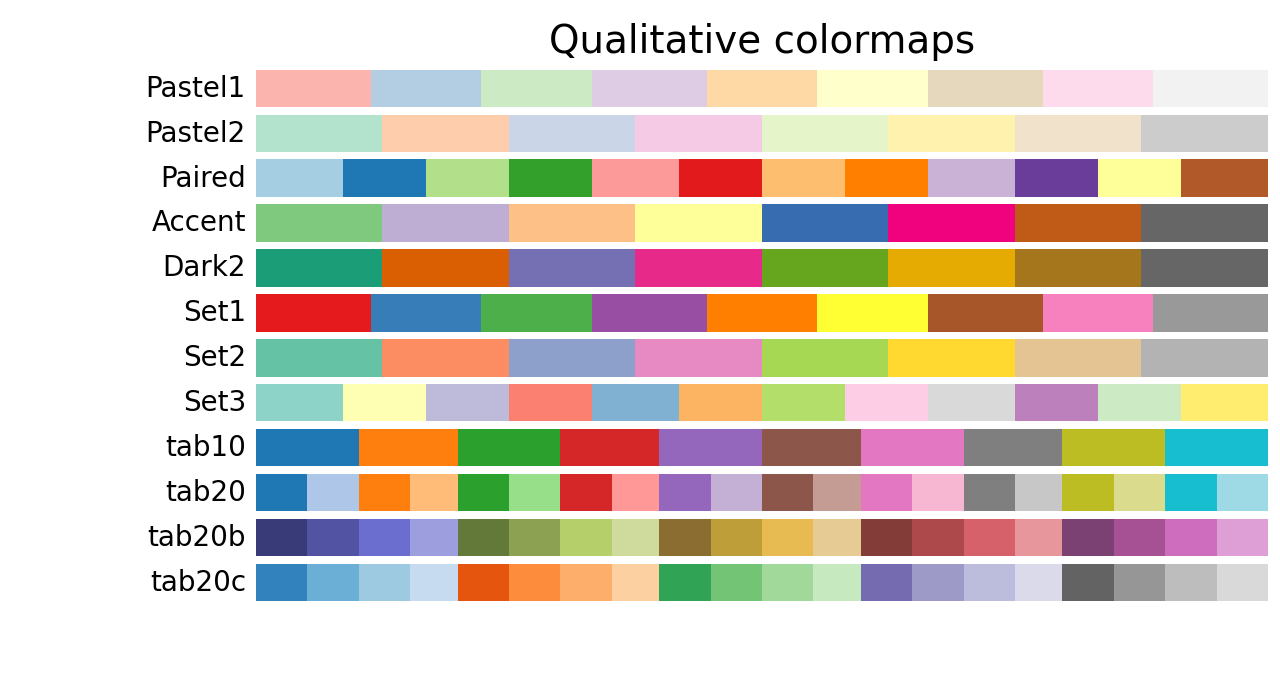 Qualitative colormaps
Pastel1
Pastel2
Paired
Accent
Dark2
Set1
Set2
Set3
tab10
tab20
tab20b
tab20c